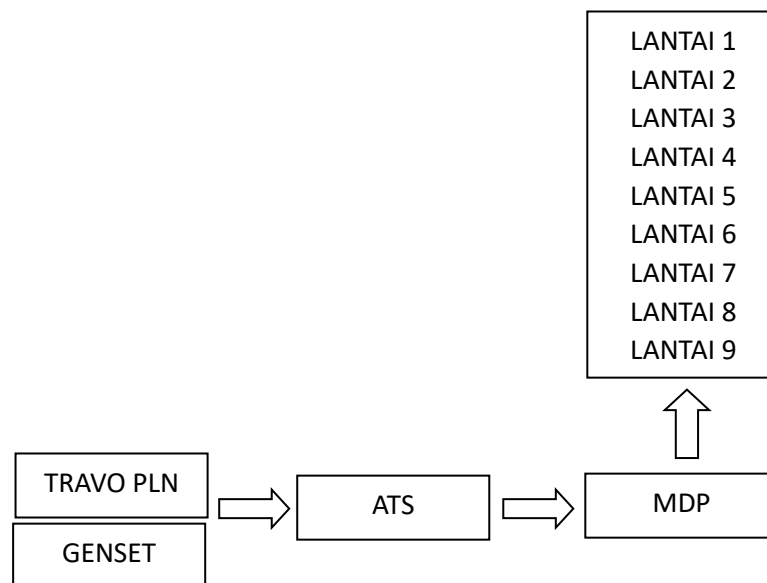 LANTAI 1
LANTAI 2
LANTAI 3
LANTAI 4
LANTAI 5
LANTAI 6
LANTAI 7
LANTAI 8
LANTAI 9
TRAVO PLN
GENSET
ATS
MDP